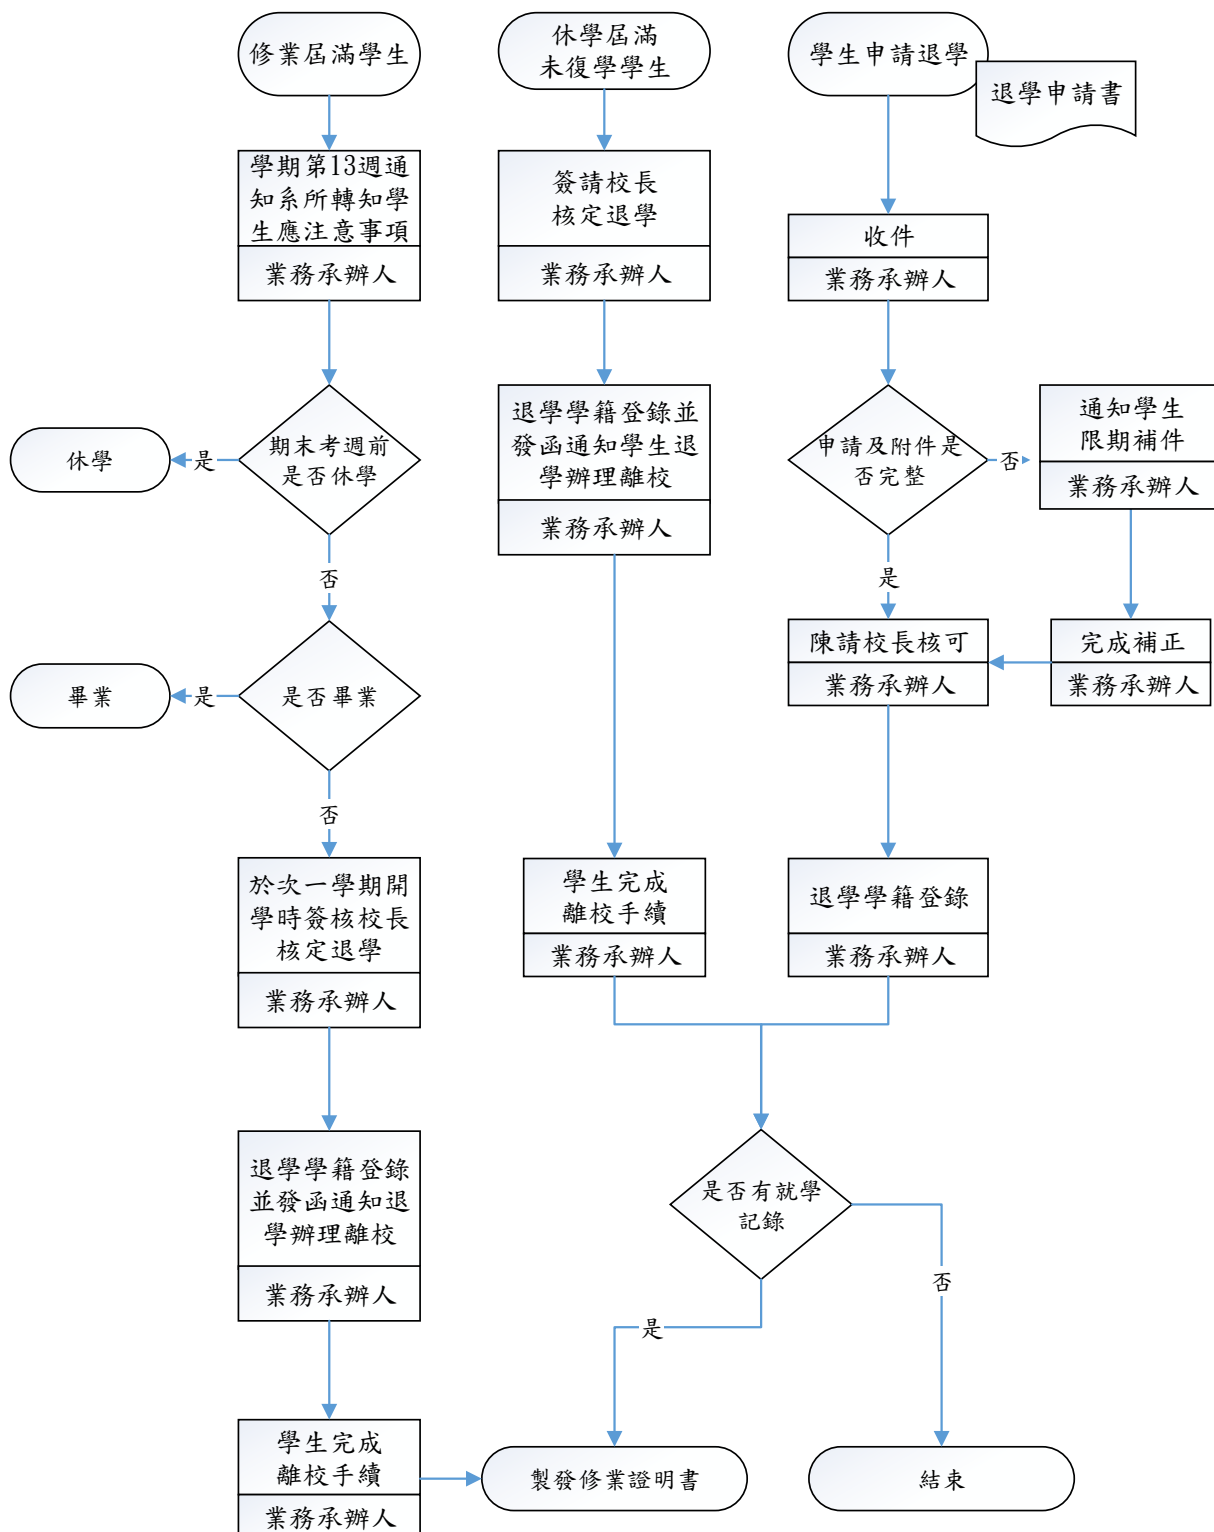 修業屆滿學生
學期第13週通
知系所轉知學
生應注意事項
業務承辦人
期末考週前
是否休學
是
休學
否
是否畢業
是
畢業
否
於次一學期開
學時簽核校長
核定退學
業務承辦人
退學學籍登錄
並發函通知退
學辦理離校
業務承辦人
學生完成
離校手續
業務承辦人
休學屆滿
未復學學生
簽請校長
核定退學
業務承辦人
退學學籍登錄並
發函通知學生退
學辦理離校
業務承辦人
學生完成
離校手續
業務承辦人
學生申請退學
退學申請書
收件
業務承辦人
申請及附件是
否完整
否
通知學生
限期補件
業務承辦人
完成補正
業務承辦人
是
陳請校長核可
業務承辦人
退學學籍登錄
業務承辦人
是否有就學
記錄
是
製發修業證明書
否
結束